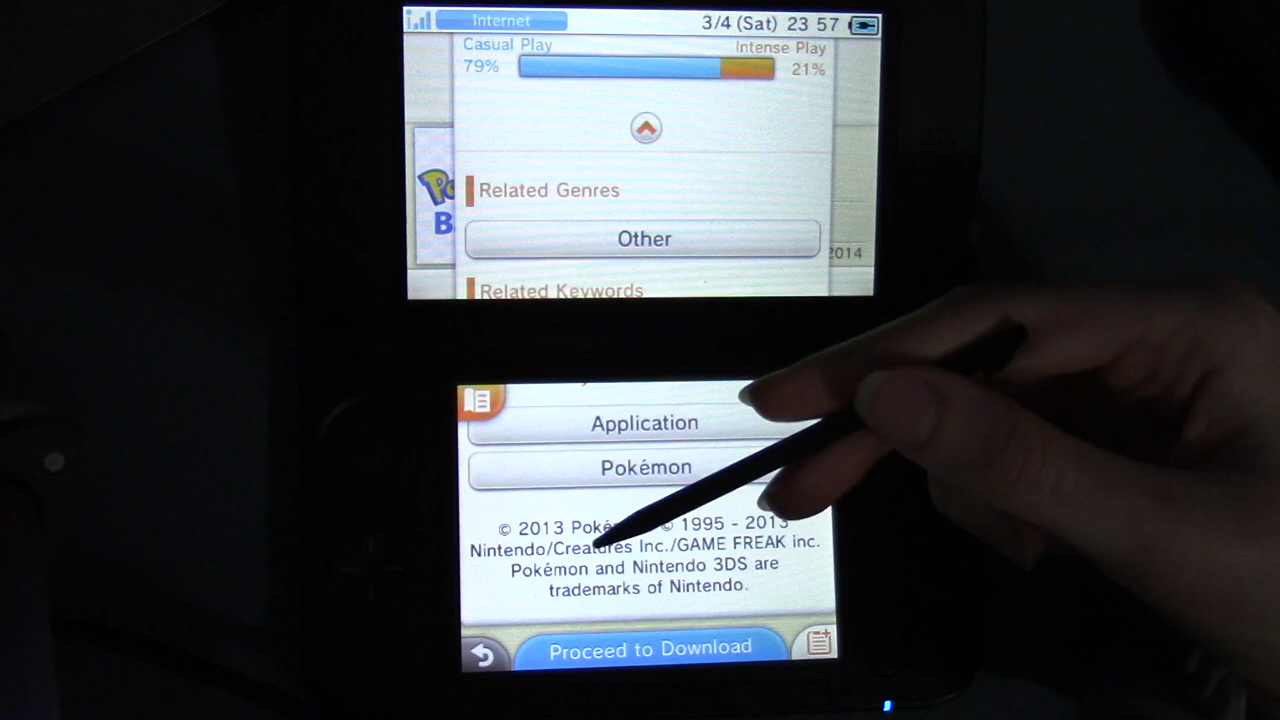 Internet
3/4 (Sat) 23 57
Casual Play
Intense Play
79%
21%
Related Genres
Other
2014
Related Keywords
Application
Pokémon
© 2013 © 1995 - 2013
Nintendo/Creatures Inc./GAME FREAK inc.
Pokémon and Nintendo 3DS are
trademarks of Nintendo.
Proceed to Download